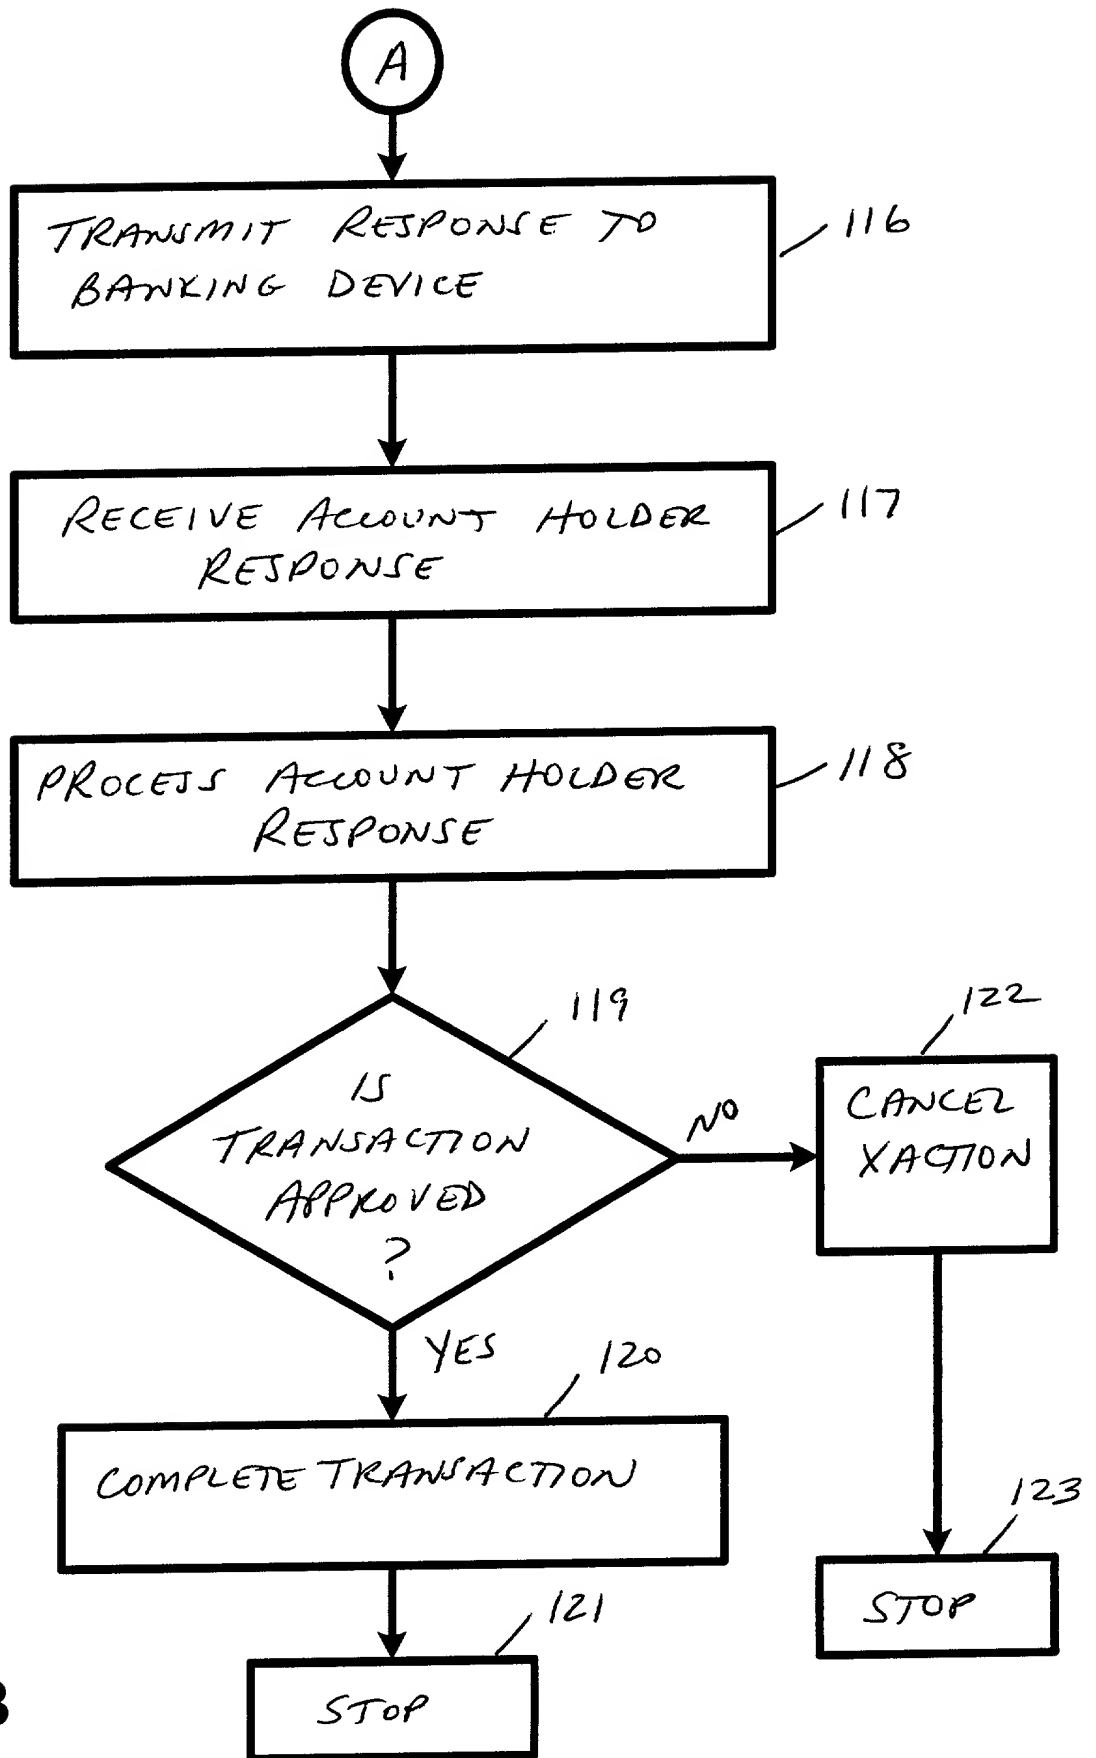 A
TRANSMIT RESPONSE TO
BANKING DEVICE
116
RECEIVE ACCOUNT HOLDER
RESPONSE
117
PROCESS ACCOUNT HOLDER
RESPONSE
118
119
IS
TRANSACTION
APPROVED
?
NO
122
CANCEL
XACTION
YES
120
COMPLETE TRANSACTION
123
STOP
121
STOP